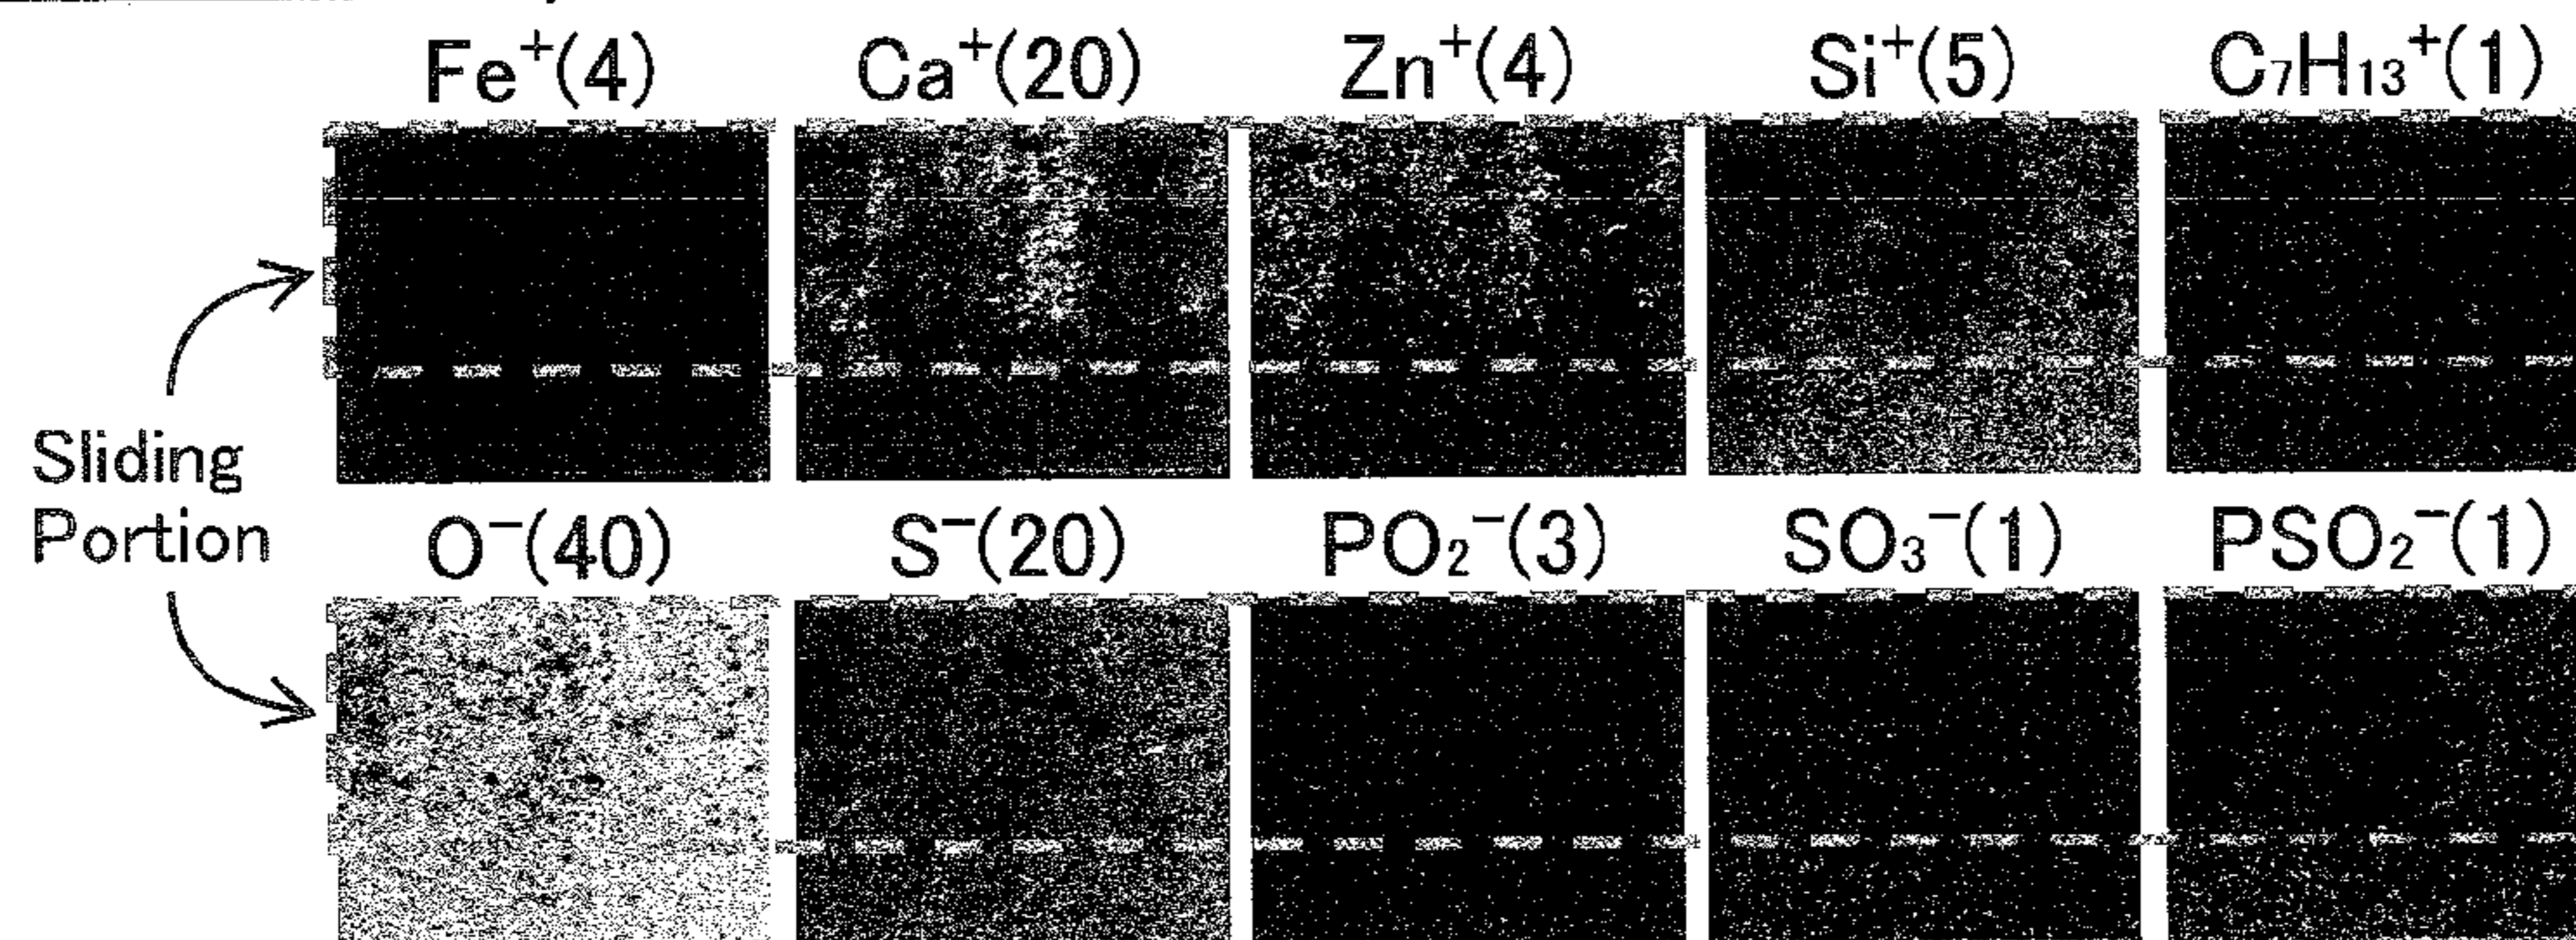 Fe⁺(4) Ca⁺(20) Zn⁺(4) Si⁺(5) C₇H₁₃⁺(1)
Sliding
Portion
O⁻(40) S⁻(20) PO₂⁻(3) SO₃⁻(1) PSO₂⁻(1)